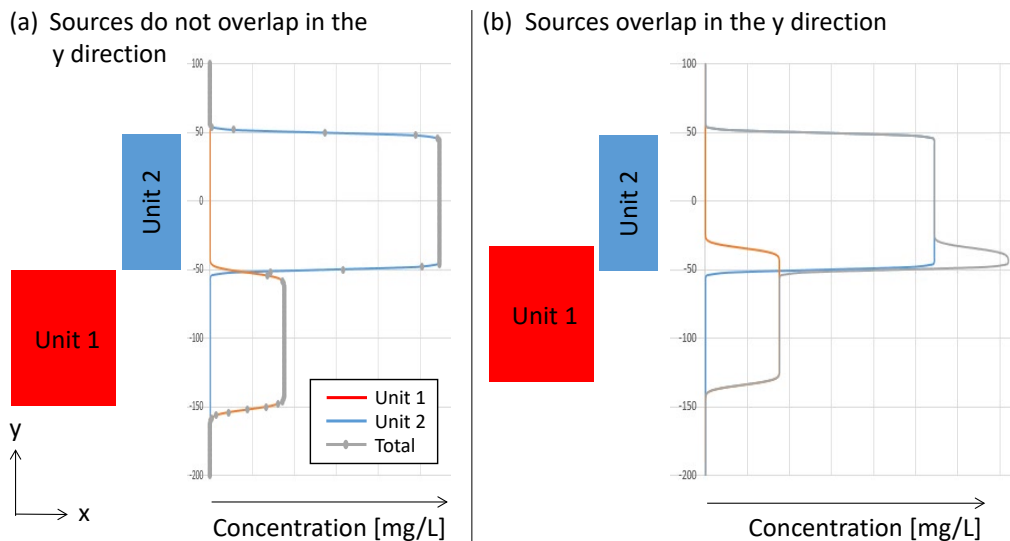 (a) Sources do not overlap in the
y direction
100
50
0
-50
-100
-150
-200
Unit 2
Unit 1
Unit 1
Unit 2
Total
y
x
Concentration [mg/L]
(b) Sources overlap in the y direction
100
50
0
-50
-100
-150
-200
Unit 2
Unit 1
Concentration [mg/L]